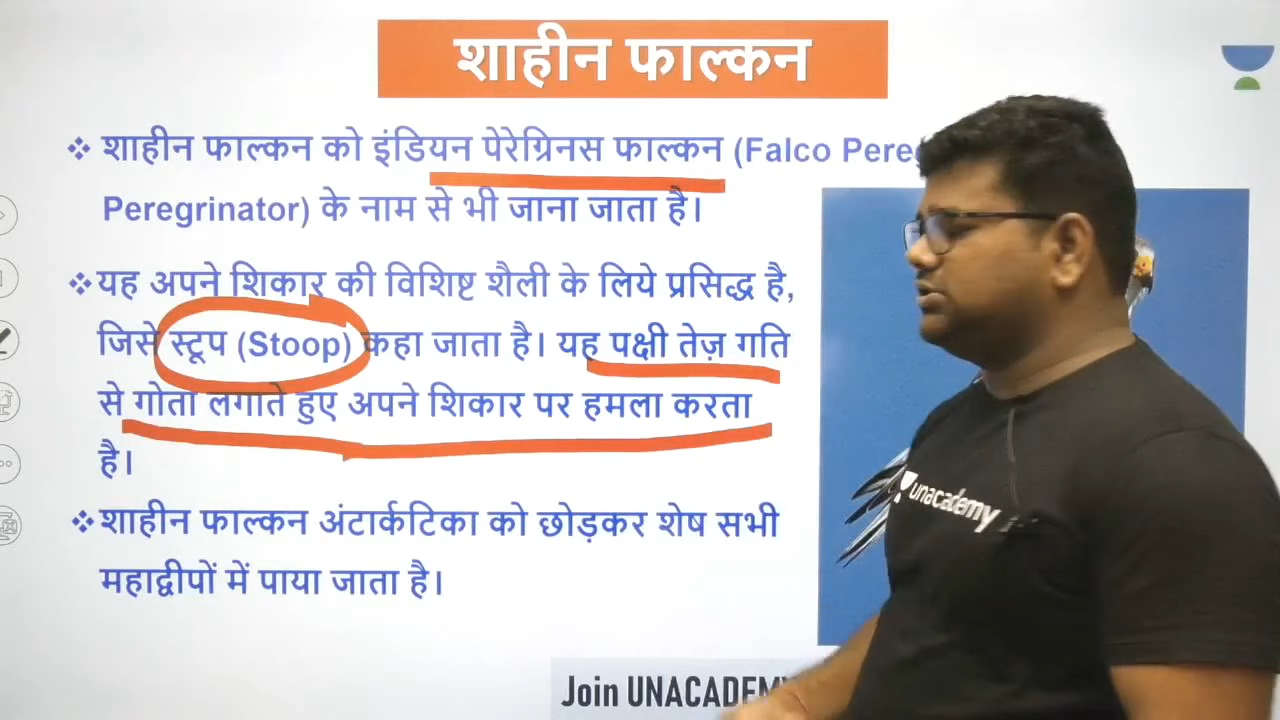 शाहीन फाल्कन
❖ शाहीन फाल्कन को इंडियन पेरेग्रिनस फाल्कन (Falco
Peregrinator) के नाम से भी जाना जाता है।
❖यह अपने शिकार की विशिष्ट शैली के लिये प्रसिद्ध है,
जिसे स्टूप (Stoop) कहा जाता है। यह पक्षी तेज़ गति
से गोता लगाते हुए अपने शिकार पर हमला करता
है।
❖शाहीन फाल्कन अंटार्कटिका को छोड़कर शेष सभी
महाद्वीपों में पाया जाता है।
unacademy
Join UNACADEMY